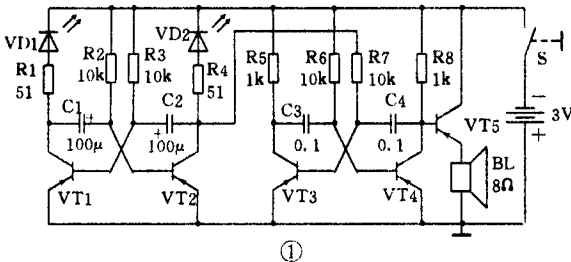 VD1
R1
51
R2
10k
R3
10k
VD2
R4
51
C1
+
100μ
C2
+
100μ
VT1
VT2
R5
1k
R6
10k
R7
10k
R8
1k
C3
0.1
C4
0.1
VT3
VT4
VT5
BL
8Ω
S
−
3V
+
①